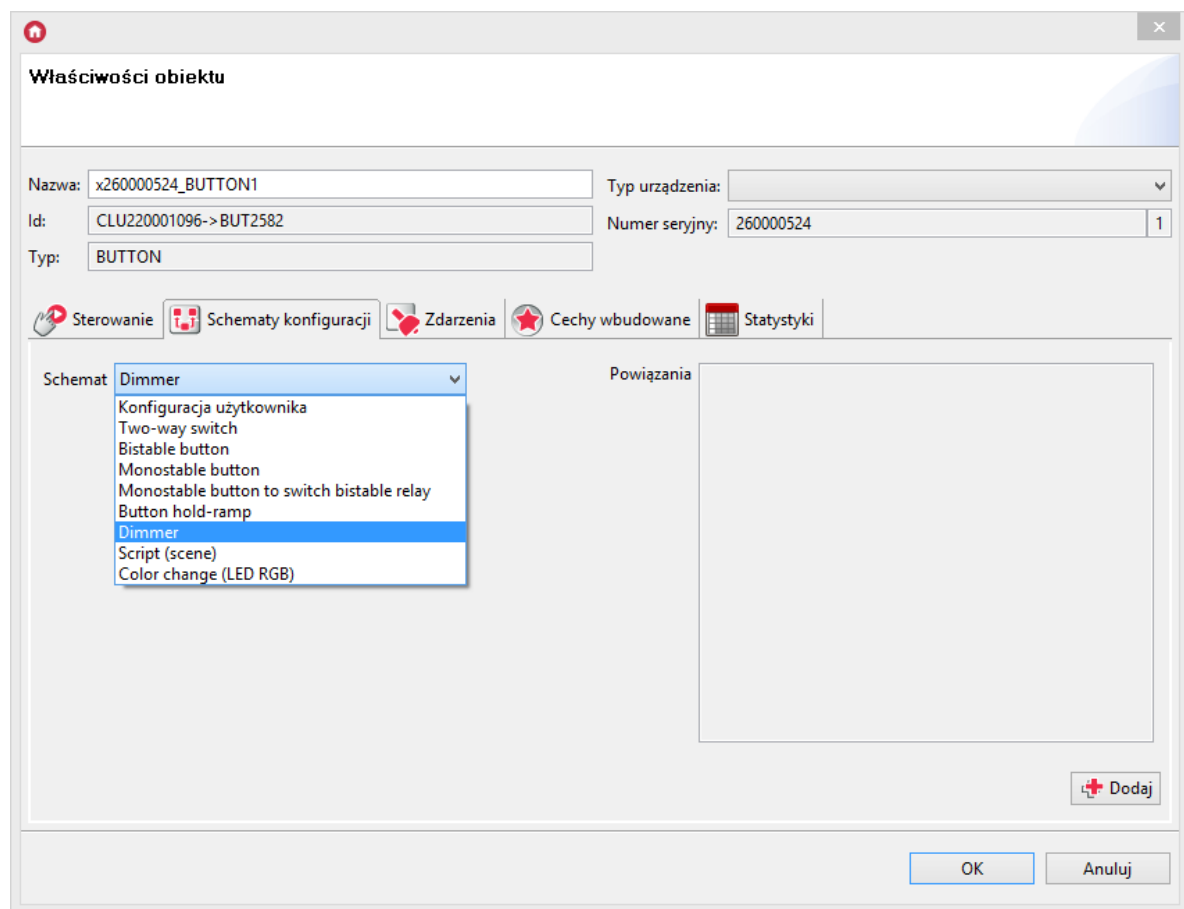 Właściwości obiektu
Nazwa: x260000524_BUTTON1
Typ urządzenia:
Id: CLU220001096->BUT2582
Numer seryjny: 260000524 1
Typ: BUTTON
Sterowanie Schematy konfiguracji Zdarzenia Cechy wbudowane Statystyki
Schemat Dimmer
Powiązania
Konfiguracja użytkownika
Two-way switch
Bistable button
Monostable button
Monostable button to switch bistable relay
Button hold-ramp
Dimmer
Script (scene)
Color change (LED RGB)
Dodaj
OK Anuluj